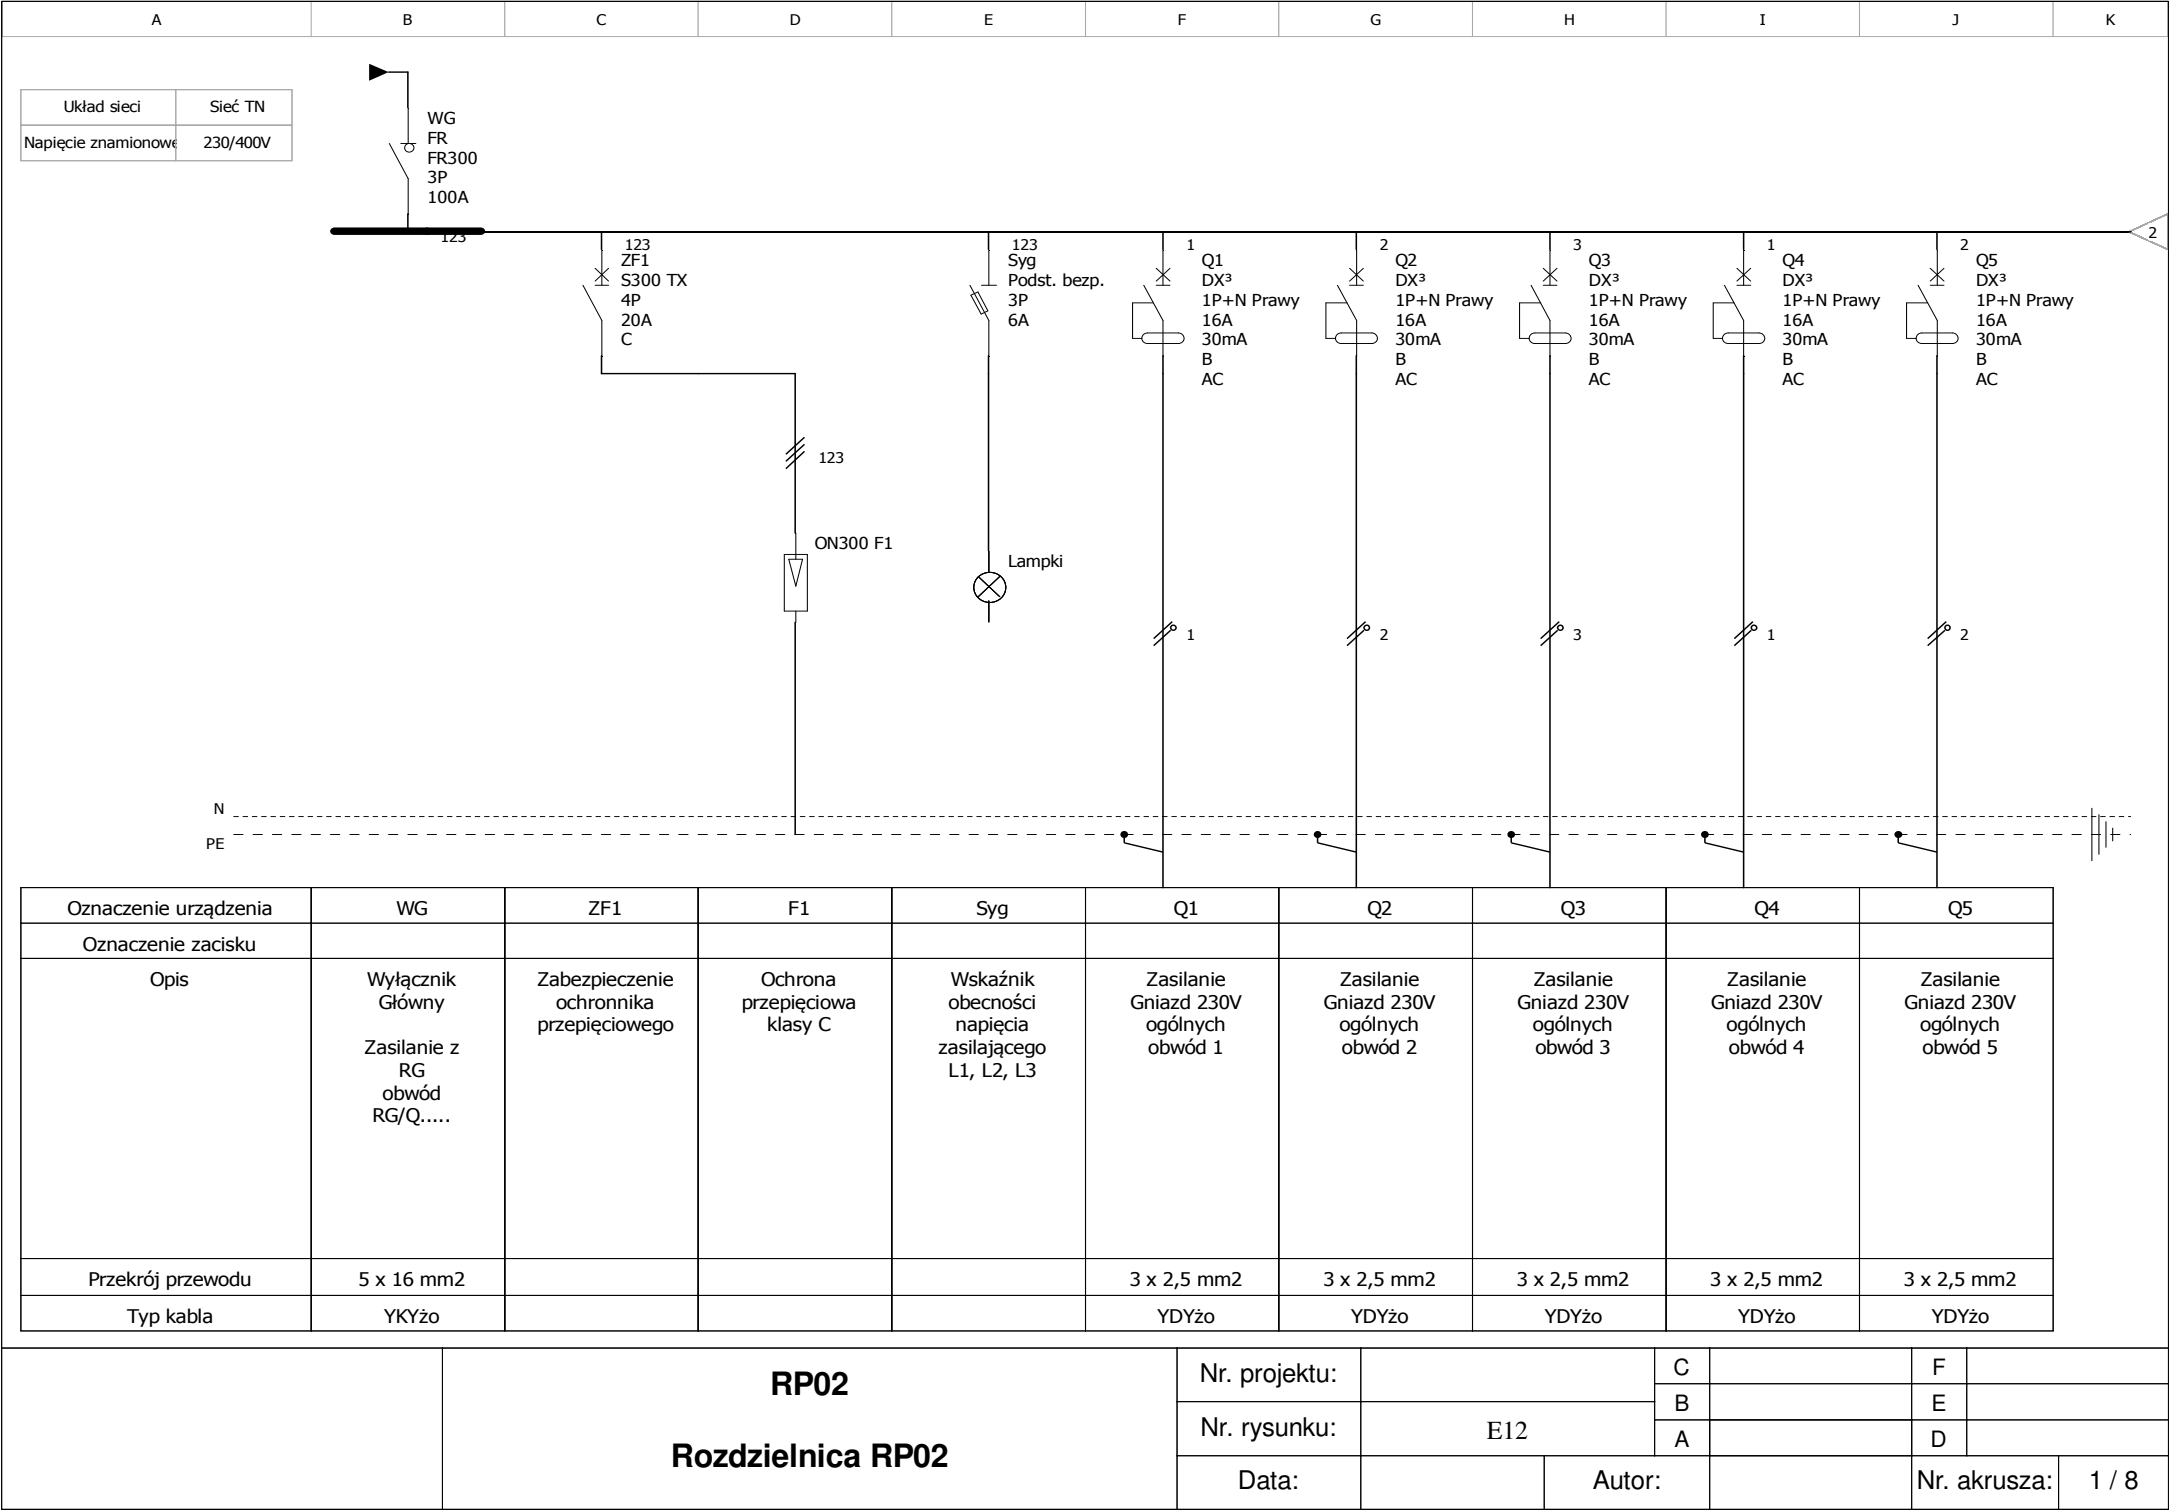 A B C D E F G H I J K
Układ sieci Sieć TN
Napięcie znamionowe 230/400V
WG
FR
FR300
3P
100A
123
2
123
ZF1
S300 TX
4P
20A
C
123
Syg
Podst. bezp.
3P
6A
1
Q1
DX³
1P+N Prawy
16A
30mA
B
AC
2
Q2
DX³
1P+N Prawy
16A
30mA
B
AC
3
Q3
DX³
1P+N Prawy
16A
30mA
B
AC
1
Q4
DX³
1P+N Prawy
16A
30mA
B
AC
2
Q5
DX³
1P+N Prawy
16A
30mA
B
AC
123
ON300 F1
Lampki
1 2 3 1 2
N
PE
Oznaczenie urządzenia WG ZF1 F1 Syg Q1 Q2 Q3 Q4 Q5
Oznaczenie zacisku
Opis
Wyłącznik
Główny
Zasilanie z
RG
obwód
RG/Q.....
Zabezpieczenie
ochronnika
przepięciowego
Ochrona
przepięciowa
klasy C
Wskaźnik
obecności
napięcia
zasilającego
L1, L2, L3
Zasilanie
Gniazd 230V
ogólnych
obwód 1
Zasilanie
Gniazd 230V
ogólnych
obwód 2
Zasilanie
Gniazd 230V
ogólnych
obwód 3
Zasilanie
Gniazd 230V
ogólnych
obwód 4
Zasilanie
Gniazd 230V
ogólnych
obwód 5
Przekrój przewodu 5 x 16 mm2 3 x 2,5 mm2 3 x 2,5 mm2 3 x 2,5 mm2 3 x 2,5 mm2 3 x 2,5 mm2
Typ kabla YKYżo YDYżo YDYżo YDYżo YDYżo YDYżo
RP02
Rozdzielnica RP02
Nr. projektu:
Nr. rysunku: E12
C F
B E
A D
Data: Autor: Nr. akrusza: 1 / 8